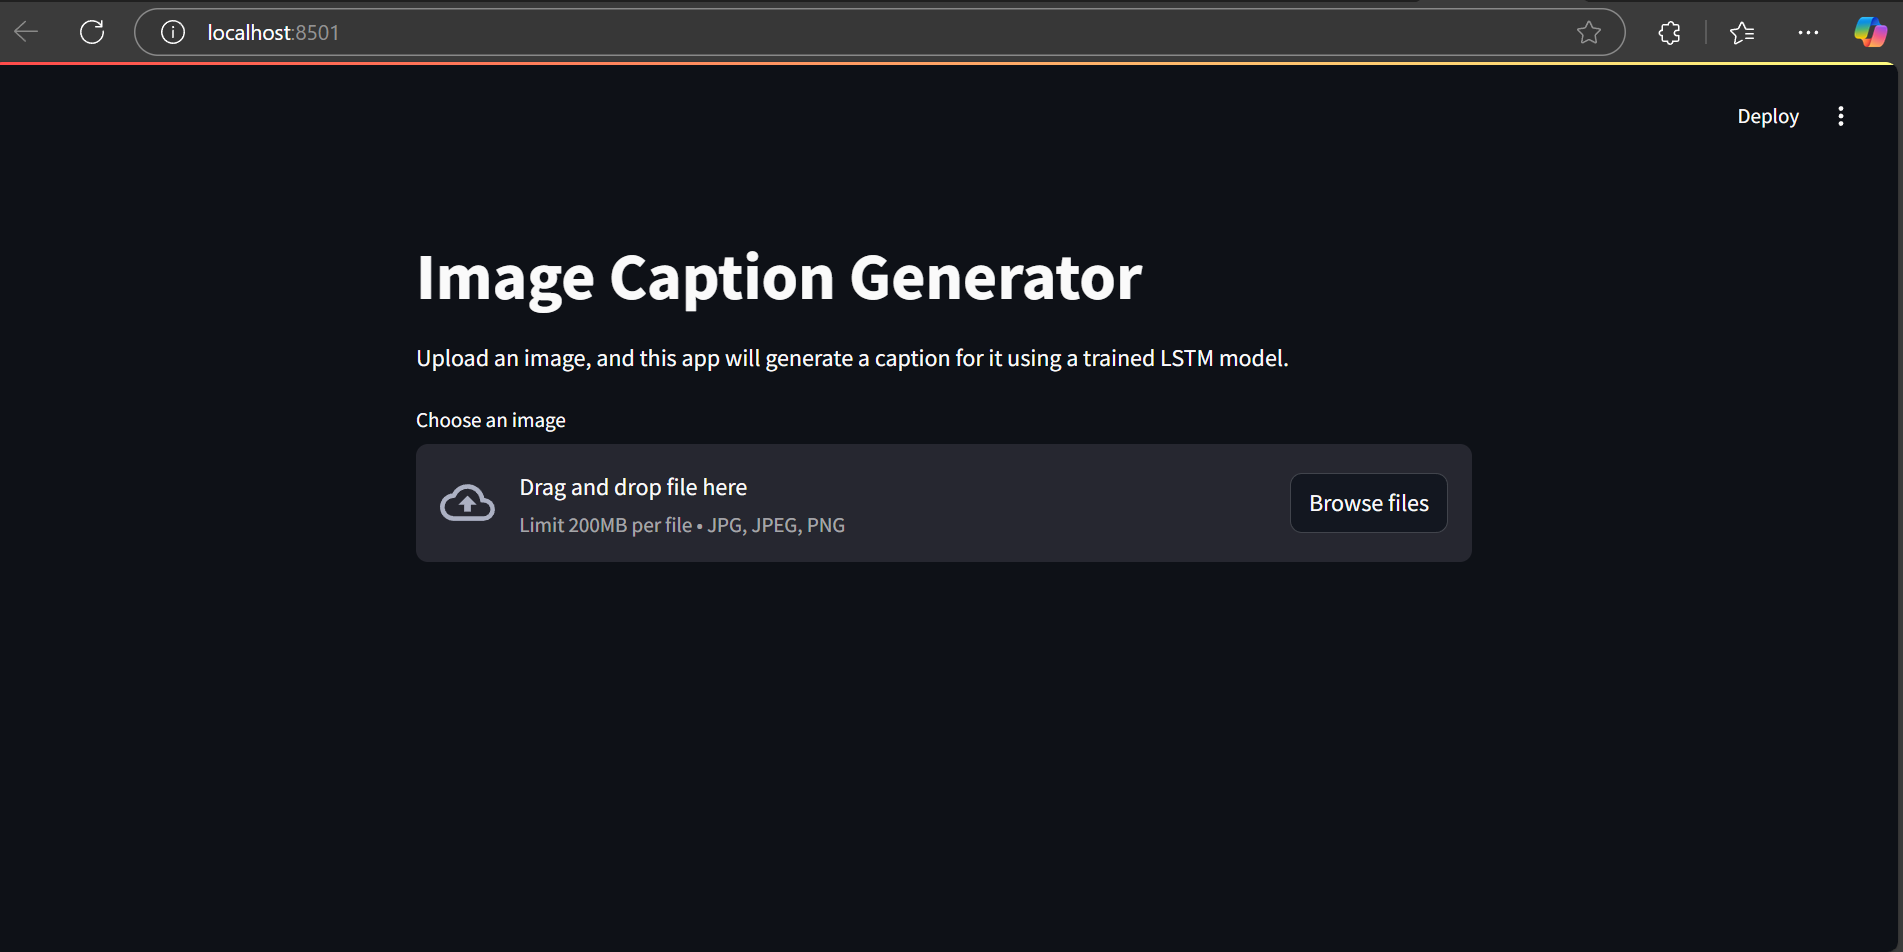 localhost:8501
Deploy
Image Caption Generator
Upload an image, and this app will generate a caption for it using a trained LSTM model.
Choose an image
Drag and drop file here
Limit 200MB per file • JPG, JPEG, PNG
Browse files